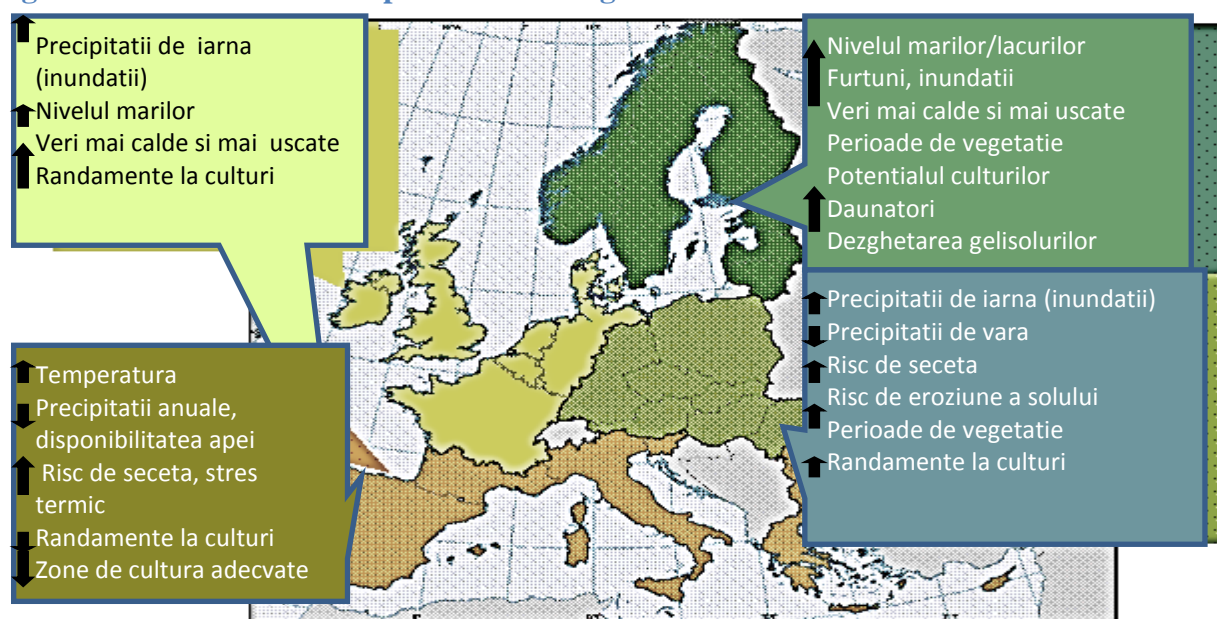 Precipitatii de iarna
(inundatii)
Nivelul marilor
Veri mai calde si mai uscate
Randamente la culturi
Nivelul marilor/lacurilor
Furtuni, inundatii
Veri mai calde si mai uscate
Perioade de vegetatie
Potentialul culturilor
Daunatori
Dezghetarea gelisolurilor
Temperatura
Precipitatii anuale,
disponibilitatea apei
Risc de seceta, stres
termic
Randamente la culturi
Zone de cultura adecvate
Precipitatii de iarna (inundatii)
Precipitatii de vara
Risc de seceta
Risc de eroziune a solului
Perioade de vegetatie
Randamente la culturi